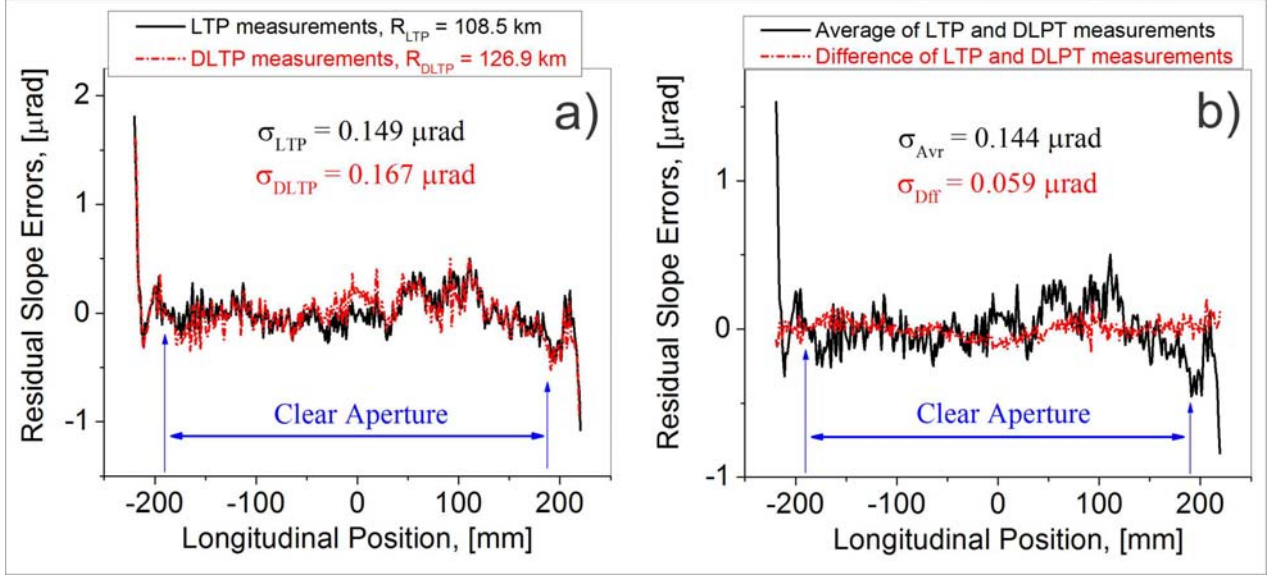 LTP measurements, R_LTP = 108.5 km
DLTP measurements, R_DLTP = 126.9 km
a)
σ_LTP = 0.149 μrad
σ_DLTP = 0.167 μrad
Residual Slope Errors, [μrad]
2
1
0
-1
Clear Aperture
-200 -100 0 100 200
Longitudinal Position, [mm]
Average of LTP and DLPT measurements
Difference of LTP and DLPT measurements
b)
σ_Avr = 0.144 μrad
σ_Dff = 0.059 μrad
Residual Slope Errors, [μrad]
1
0
-1
Clear Aperture
-200 -100 0 100 200
Longitudinal Position, [mm]